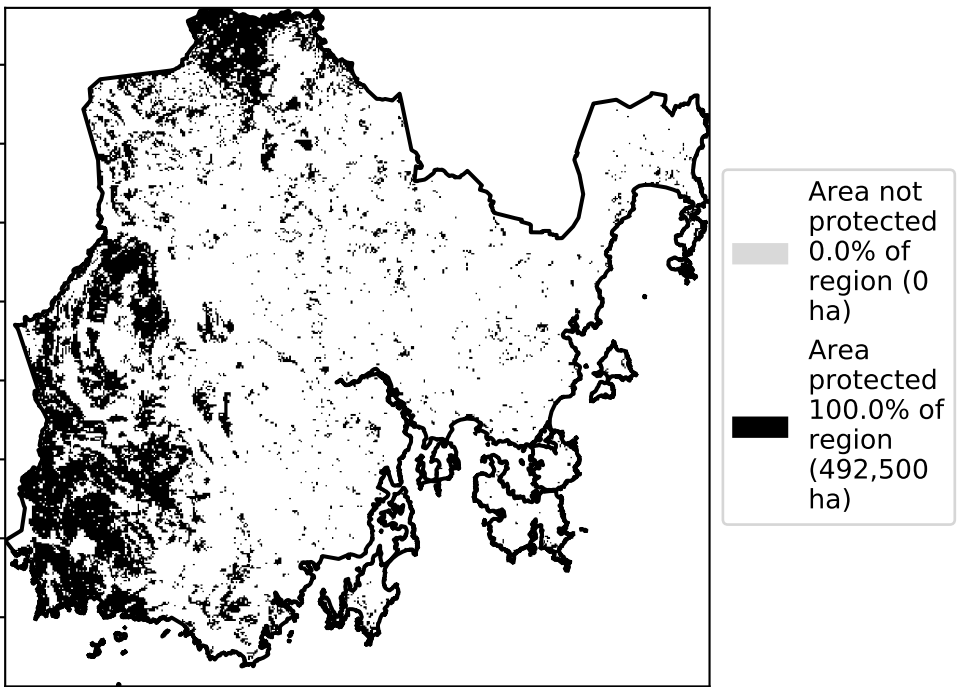 Area not
protected
0.0% of
region (0
ha)
Area
protected
100.0% of
region
(492,500
ha)